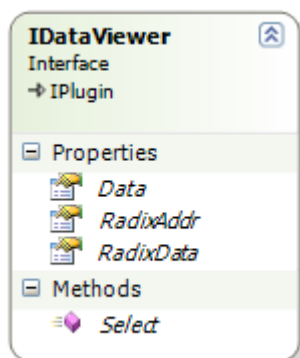 IDataViewer
Interface
IPlugin
Properties
Data
RadixAddr
RadixData
Methods
Select